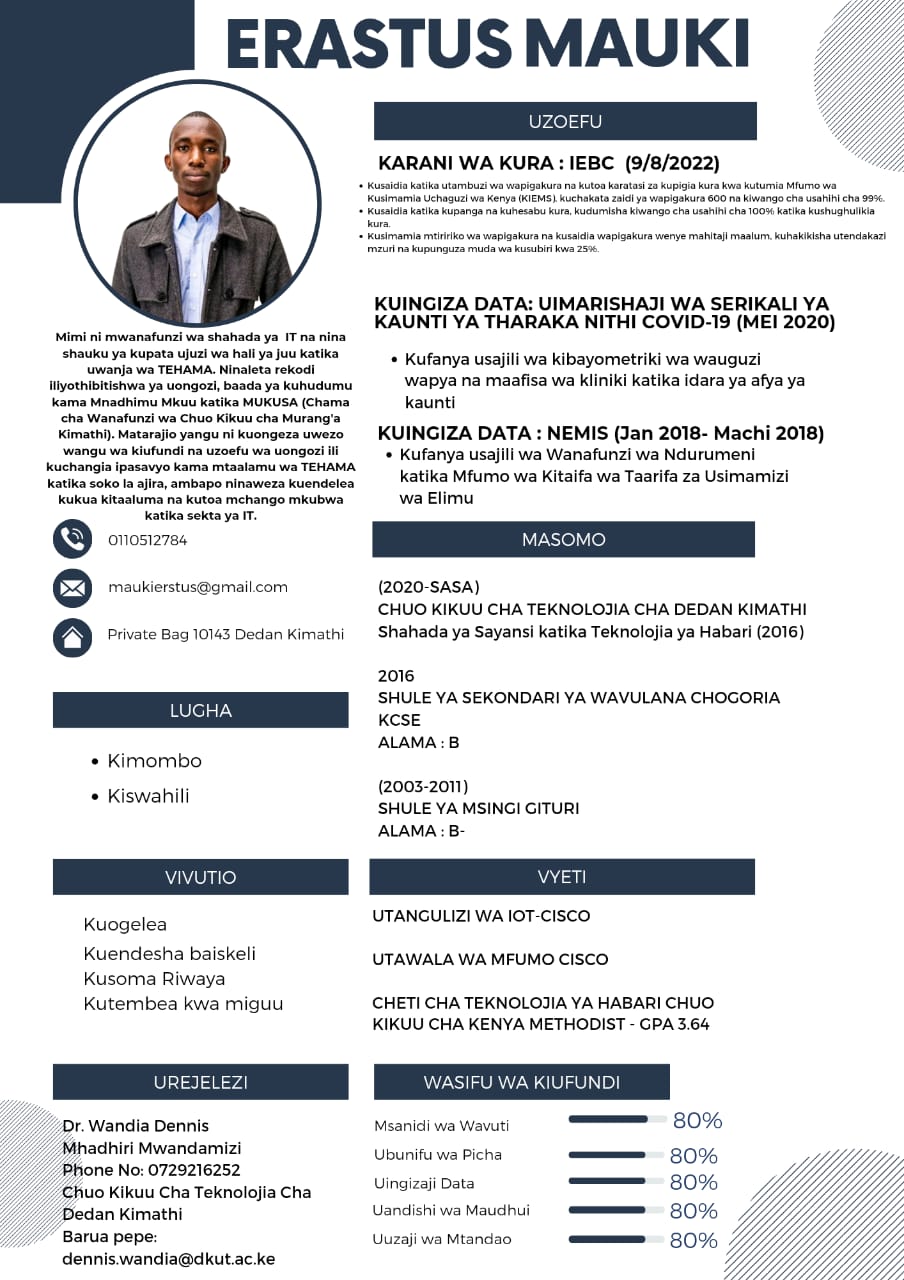 ERASTUS MAUKI
Mimi ni mwanafunzi wa shahada ya IT na nina
shauku ya kupata ujuzi wa hali ya juu katika
uwanja wa TEHAMA. Ninaleta rekodi
iliyothibitishwa ya uongozi, baada ya kuhudumu
kama Mnadhimu Mkuu katika MUKUSA (Chama
cha Wanafunzi wa Chuo Kikuu cha Murang'a
Kimathi). Matarajio yangu ni kuongeza uwezo
wangu wa kiufundi na uzoefu wa uongozi ili
kuchangia ipasavyo kama mtaalamu wa TEHAMA
katika soko la ajira, ambapo ninaweza kuendelea
kukua kitaaluma na kutoa mchango mkubwa
katika sekta ya IT.
0110512784
maukierstus@gmail.com
Private Bag 10143 Dedan Kimathi
LUGHA
• Kimombo
• Kiswahili
VIVUTIO
Kuogelea
Kuendesha baiskeli
Kusoma Riwaya
Kutembea kwa miguu
UREJELEZI
Dr. Wandia Dennis
Mhadhiri Mwandamizi
Phone No: 0729216252
Chuo Kikuu Cha Teknolojia Cha
Dedan Kimathi
Barua pepe:
dennis.wandia@dkut.ac.ke
UZOEFU
KARANI WA KURA : IEBC (9/8/2022)
• Kusaidia katika utambuzi wa wapigakura na kutoa karatasi za kupigia kura kwa kutumia Mfumo wa
Kusimamia Uchaguzi wa Kenya (KIEMS), kuchakata zaidi ya wapigakura 600 na kiwango cha usahihi cha 99%.
• Kusaidia katika kupanga na kuhesabu kura, kudumisha kiwango cha usahihi cha 100% katika kushughulikia
kura.
• Kusimamia mtiririko wa wapigakura na kusaidia wapigakura wenye mahitaji maalum, kuhakikisha utendakazi
mzuri na kupunguza muda wa kusubiri kwa 25%.
KUINGIZA DATA: UIMARISHAJI WA SERIKALI YA
KAUNTI YA THARAKA NITHI COVID-19 (MEI 2020)
• Kufanya usajili wa kibayometriki wa wauguzi
wapya na maafisa wa kliniki katika idara ya afya ya
kaunti
KUINGIZA DATA : NEMIS (Jan 2018- Machi 2018)
• Kufanya usajili wa Wanafunzi wa Ndurumeni
katika Mfumo wa Kitaifa wa Taarifa za Usimamizi
wa Elimu
MASOMO
(2020-SASA)
CHUO KIKUU CHA TEKNOLOJIA CHA DEDAN KIMATHI
Shahada ya Sayansi katika Teknolojia ya Habari (2016)
2016
SHULE YA SEKONDARI YA WAVULANA CHOGORIA
KCSE
ALAMA : B
(2003-2011)
SHULE YA MSINGI GITURI
ALAMA : B-
VYETI
UTANGULIZI WA IOT-CISCO
UTAWALA WA MFUMO CISCO
CHETI CHA TEKNOLOJIA YA HABARI CHUO
KIKUU CHA KENYA METHODIST - GPA 3.64
WASIFU WA KIUFUNDI
Msanidi wa Wavuti 80%
Ubunifu wa Picha 80%
Uingizaji Data 80%
Uandishi wa Maudhui 80%
Uuzaji wa Mtandao 80%